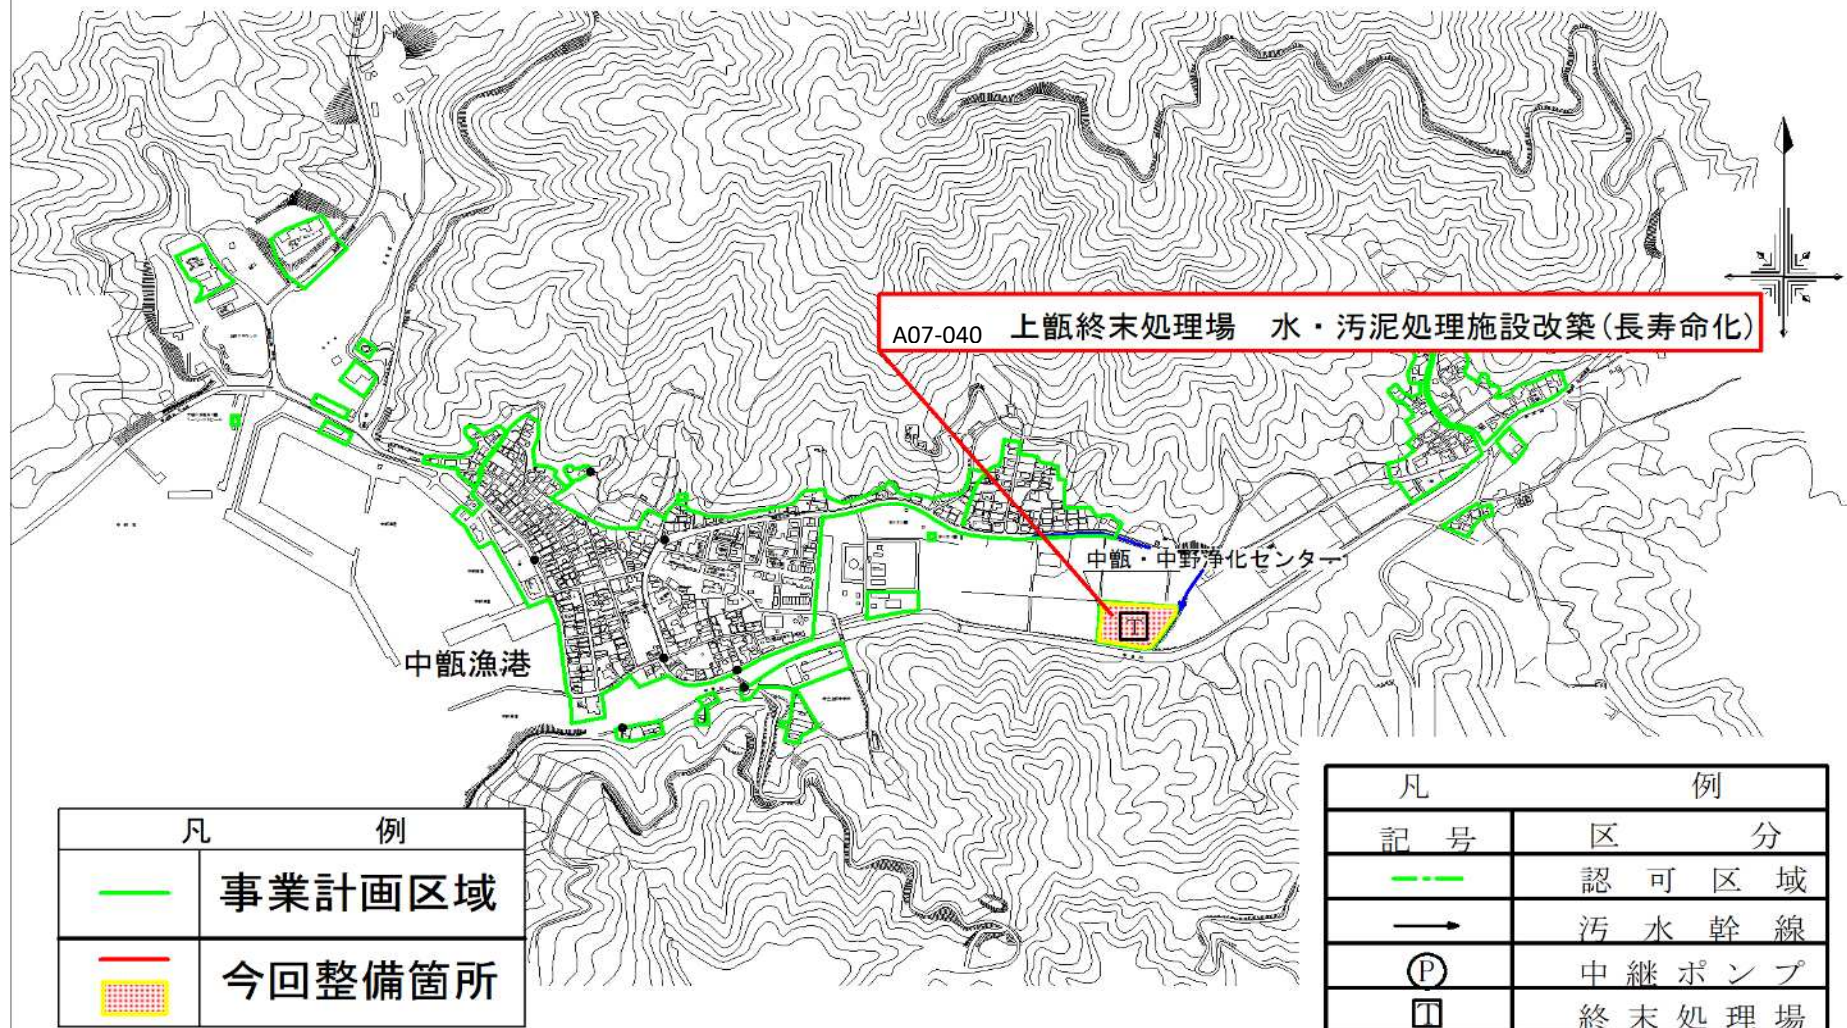 A07-040 上甑終末処理場 水・汚泥処理施設改築(長寿命化)
中甑・中野浄化センター
T
中甑漁港
凡例
事業計画区域
今回整備箇所
凡例
記号 区分
認可区域
汚水幹線
P 中継ポンプ
T 終末処理場